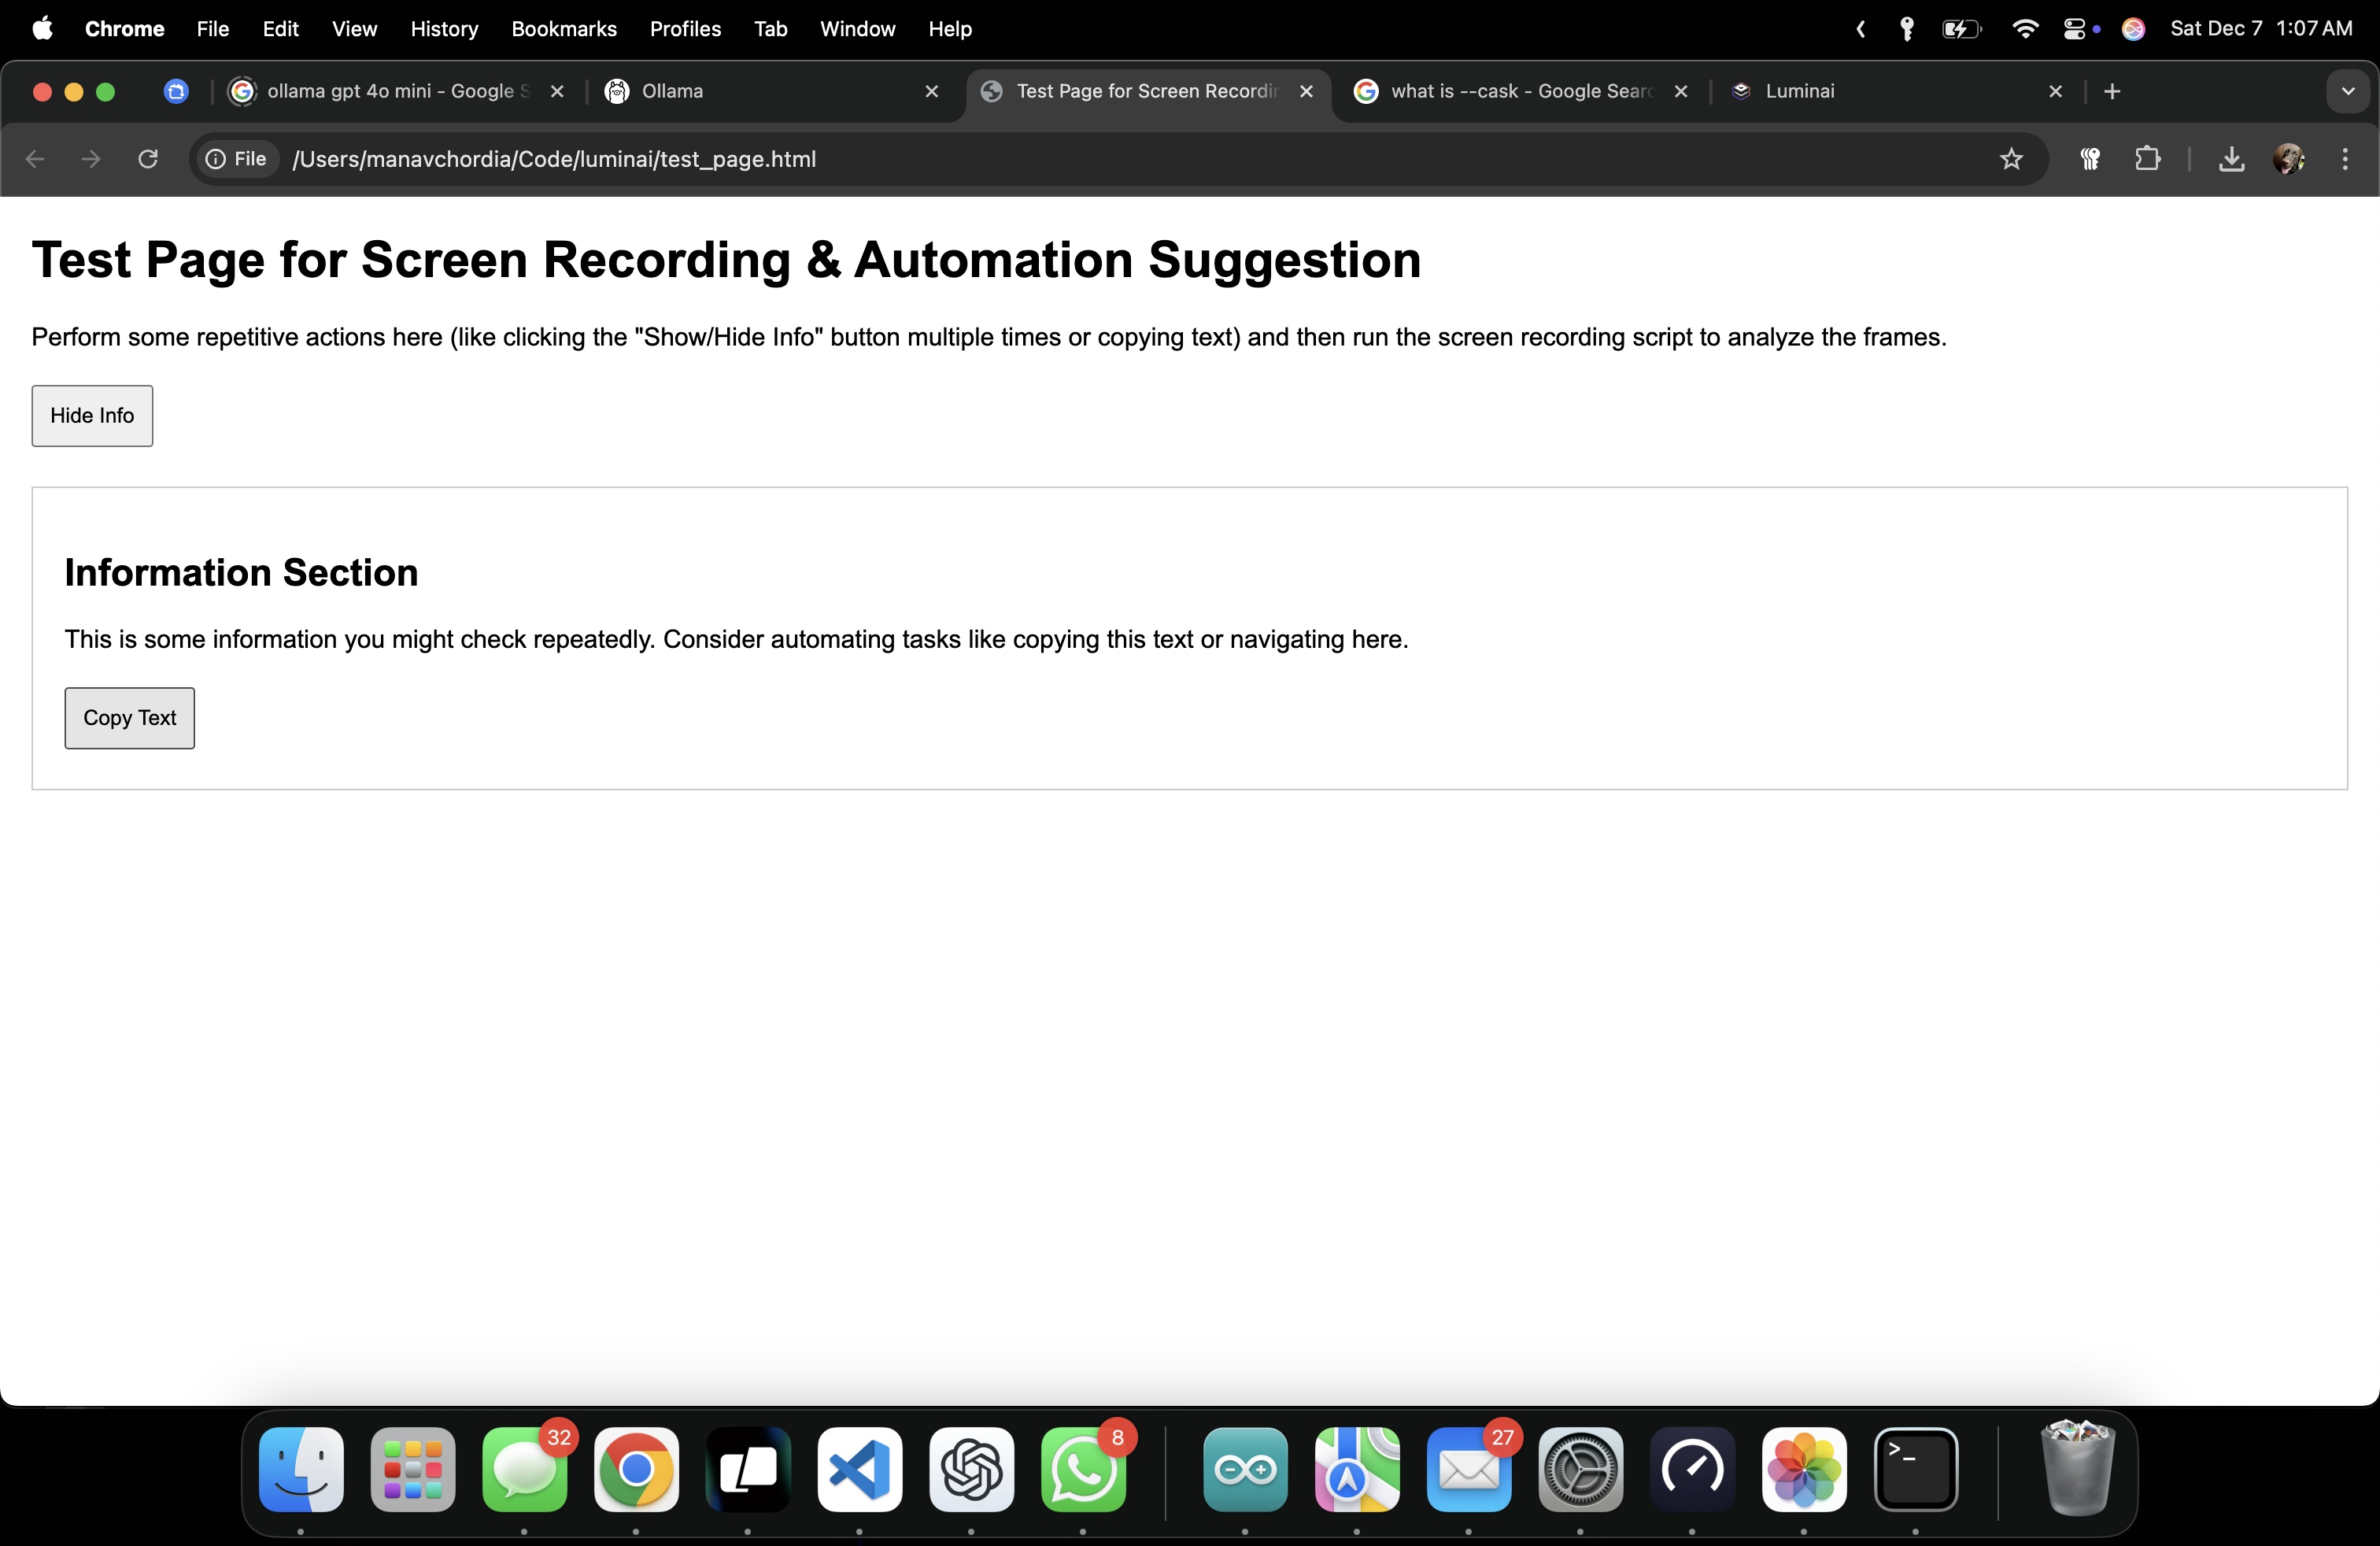 Chrome File Edit View History Bookmarks Profiles Tab Window Help Sat Dec 7 1:07 AM
ollama gpt 4o mini - Google S Ollama Test Page for Screen Recordin what is --cask - Google Searc Luminai
File /Users/manavchordia/Code/luminai/test_page.html
Test Page for Screen Recording & Automation Suggestion
Perform some repetitive actions here (like clicking the "Show/Hide Info" button multiple times or copying text) and then run the screen recording script to analyze the frames.
Hide Info
Information Section
This is some information you might check repeatedly. Consider automating tasks like copying this text or navigating here.
Copy Text
32 8 27
>_